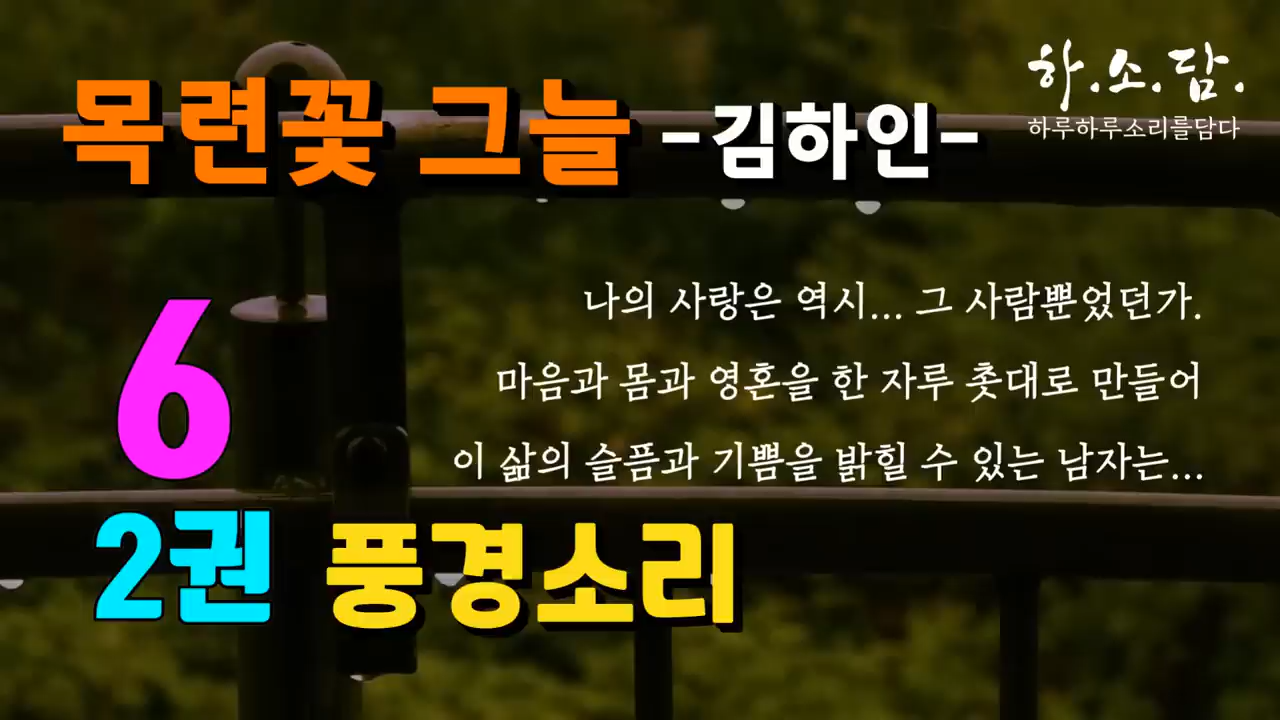 목련꽃 그늘 -김하인-
하.소.담.
하루하루소리를담다
나의 사랑은 역시... 그 사람뿐었던가.
마음과 몸과 영혼을 한 자루 촛대로 만들어
이 삶의 슬픔과 기쁨을 밝힐 수 있는 남자는...
6
2권 풍경소리